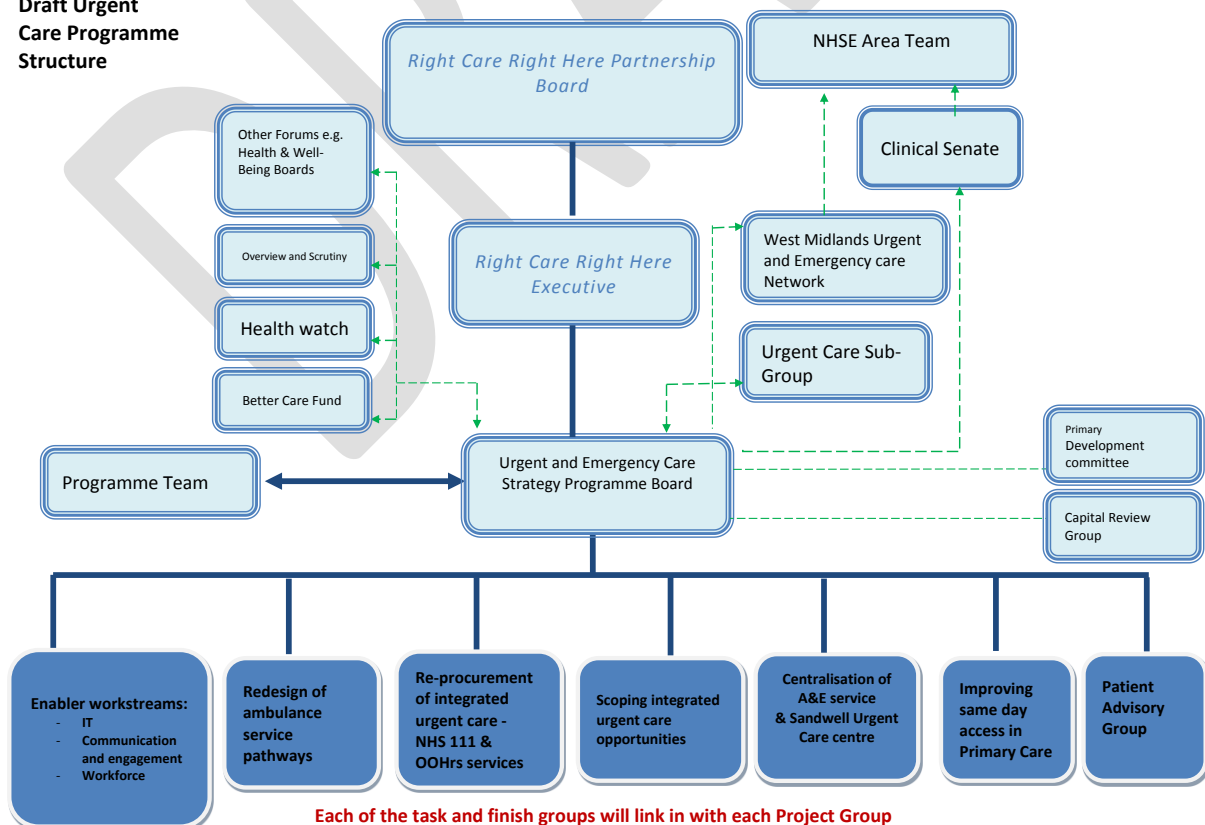 Draft Urgent
Care Programme
Structure
Right Care Right Here Partnership
Board
NHSE Area Team
Other Forums e.g.
Health & Well-
Being Boards
Clinical Senate
Overview and Scrutiny
Right Care Right Here
Executive
West Midlands Urgent
and Emergency care
Network
Health watch
Urgent Care Sub-
Group
Better Care Fund
Programme Team
Urgent and Emergency Care
Strategy Programme Board
Primary
Development
committee
Capital Review
Group
Enabler workstreams:
- IT
- Communication
and engagement
- Workforce
Redesign of
ambulance
service
pathways
Re-procurement
of integrated
urgent care -
NHS 111 &
OOHrs services
Scoping integrated
urgent care
opportunities
Centralisation of
A&E service
& Sandwell Urgent
Care centre
Improving
same day
access in
Primary Care
Patient
Advisory
Group
Each of the task and finish groups will link in with each Project Group